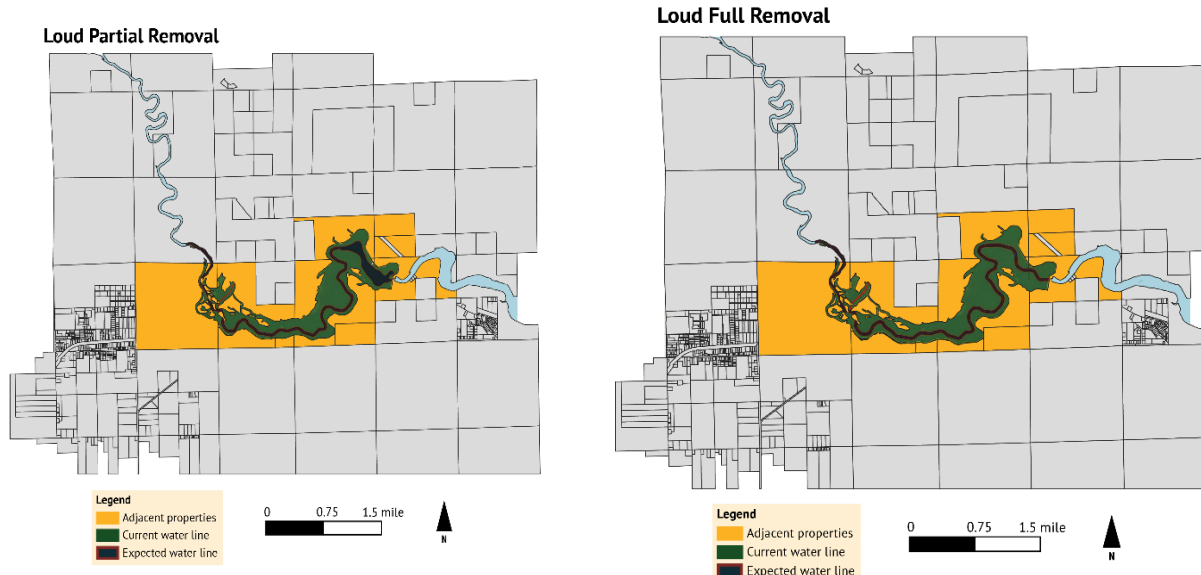 Loud Partial Removal
Legend
Adjacent properties
Current water line
Expected water line
0 0.75 1.5 mile
N
Loud Full Removal
Legend
Adjacent properties
Current water line
Expected water line
0 0.75 1.5 mile
N